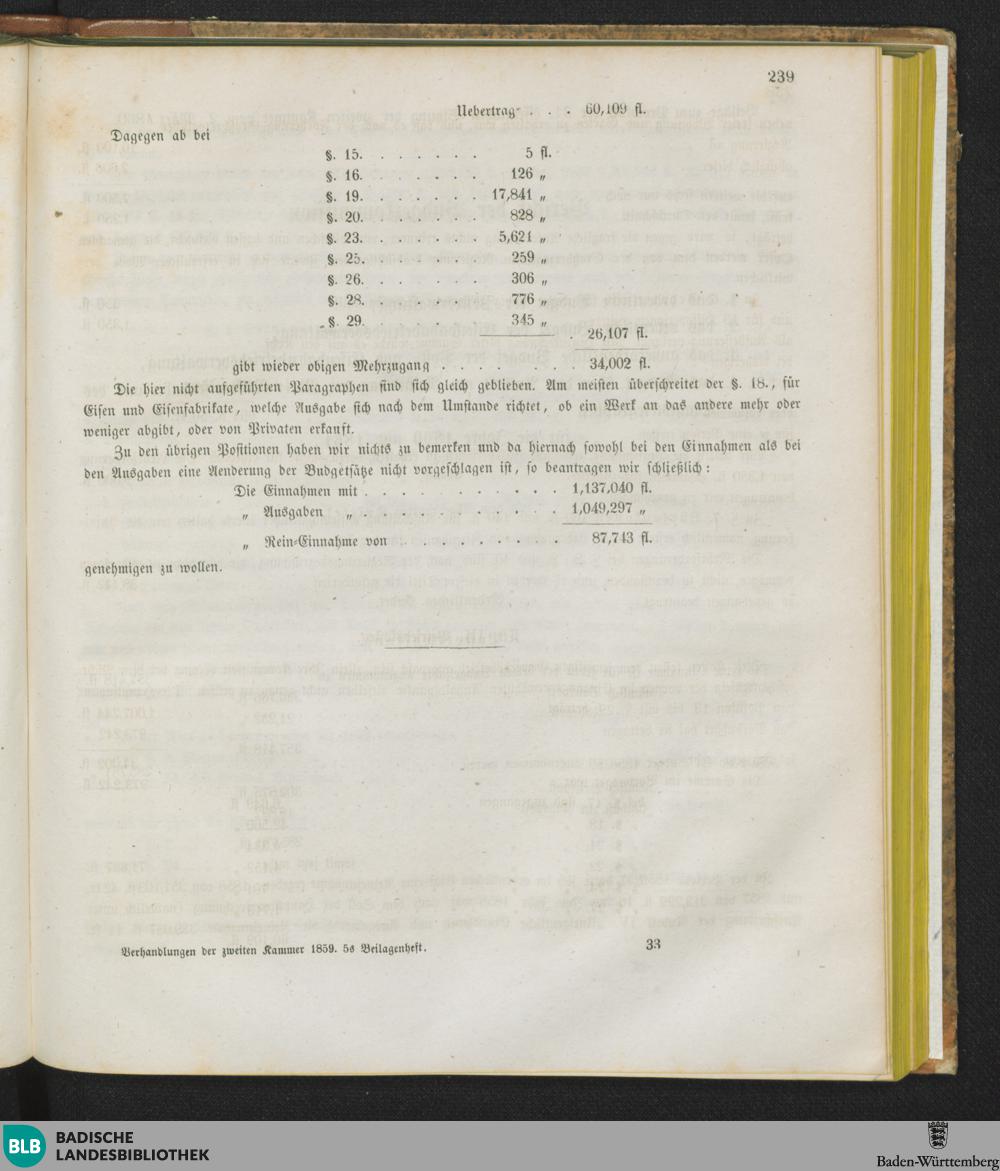 239
Uebertrag . . . 60,109 fl.
Dagegen ab bei
§. 15. . . . . . . 5 fl.
§. 16. . . . . . . 126 „
§. 19. . . . . . . 17,841 „
§. 20. . . . . . . 828 „
§. 23. . . . . . . 5,621 „
§. 25. . . . . . . 259 „
§. 26. . . . . . . 306 „
§. 28. . . . . . . 776 „
§. 29. . . . . . . 345 „
. 26,107 fl.
gibt wieder obigen Mehrzugang . . . . . . . 34,002 fl.
Die hier nicht aufgeführten Paragraphen sind sich gleich geblieben. Am meisten überschreitet der §. 18., für
Eisen und Eisenfabrikate, welche Ausgabe sich nach dem Umstande richtet, ob ein Werk an das andere mehr oder
weniger abgibt, oder von Privaten erkauft.
Zu den übrigen Positionen haben wir nichts zu bemerken und da hiernach sowohl bei den Einnahmen als bei
den Ausgaben eine Aenderung der Budgetsätze nicht vorgeschlagen ist, so beantragen wir schließlich:
Die Einnahmen mit . . . . . . . . . . . 1,137,040 fl.
„ Ausgaben „ . . . . . . . . . . . 1,049,297 „
„ Rein-Einnahme von . . . . . . . . . 87,743 fl.
genehmigen zu wollen.
Verhandlungen der zweiten Kammer 1859. 5s Beilagenheft. 33
BLB BADISCHE
LANDESBIBLIOTHEK
Baden-Württemberg